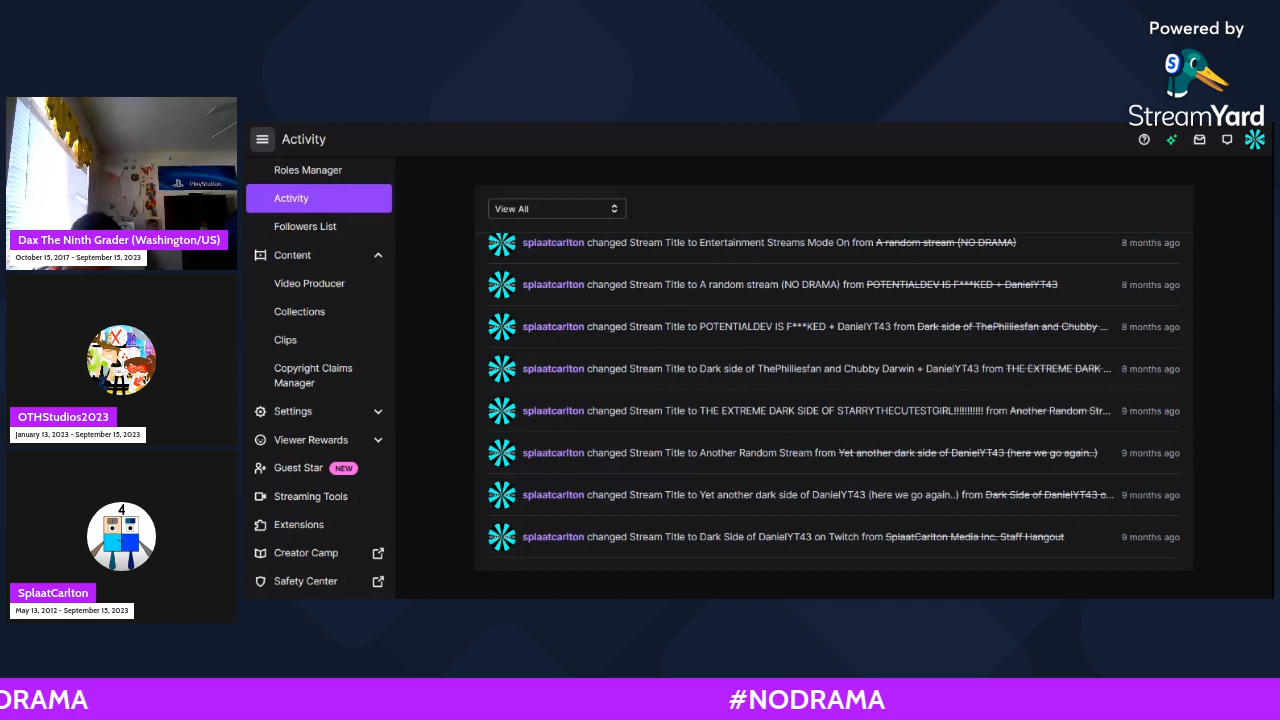 Powered by
S
StreamYard
PlayStation
Dax The Ninth Grader (Washington/US)
October 15, 2017 - September 15, 2023
X
OTHStudios2023
January 13, 2023 - September 15, 2023
4
SplaatCarlton
May 13, 2012 - September 15, 2023
Activity
Roles Manager
Activity
Followers List
Content
Video Producer
Collections
Clips
Copyright Claims
Manager
Settings
Viewer Rewards
Guest Star NEW
Streaming Tools
Extensions
Creator Camp
Safety Center
View All
splaatcarlton changed Stream Title to Entertainment Streams Mode On from A random stream (NO DRAMA) 8 months ago
splaatcarlton changed Stream Title to A random stream (NO DRAMA) from POTENTIALDEV IS F***KED + DanielYT43 8 months ago
splaatcarlton changed Stream Title to POTENTIALDEV IS F***KED + DanielYT43 from Dark side of ThePhilliesfan and Chubby ... 8 months ago
splaatcarlton changed Stream Title to Dark side of ThePhilliesfan and Chubby Darwin + DanielYT43 from THE EXTREME DARK ... 8 months ago
splaatcarlton changed Stream Title to THE EXTREME DARK SIDE OF STARRYTHECUTESTGIRL!!!!!!!!!!! from Another Random Str... 9 months ago
splaatcarlton changed Stream Title to Another Random Stream from Yet another dark side of DanielYT43 (here we go again..) 9 months ago
splaatcarlton changed Stream Title to Yet another dark side of DanielYT43 (here we go again..) from Dark Side of DanielYT43 o... 9 months ago
splaatcarlton changed Stream Title to Dark Side of DanielYT43 on Twitch from SplaatCarlton Media Inc. Staff Hangout 9 months ago
DRAMA #NODRAMA